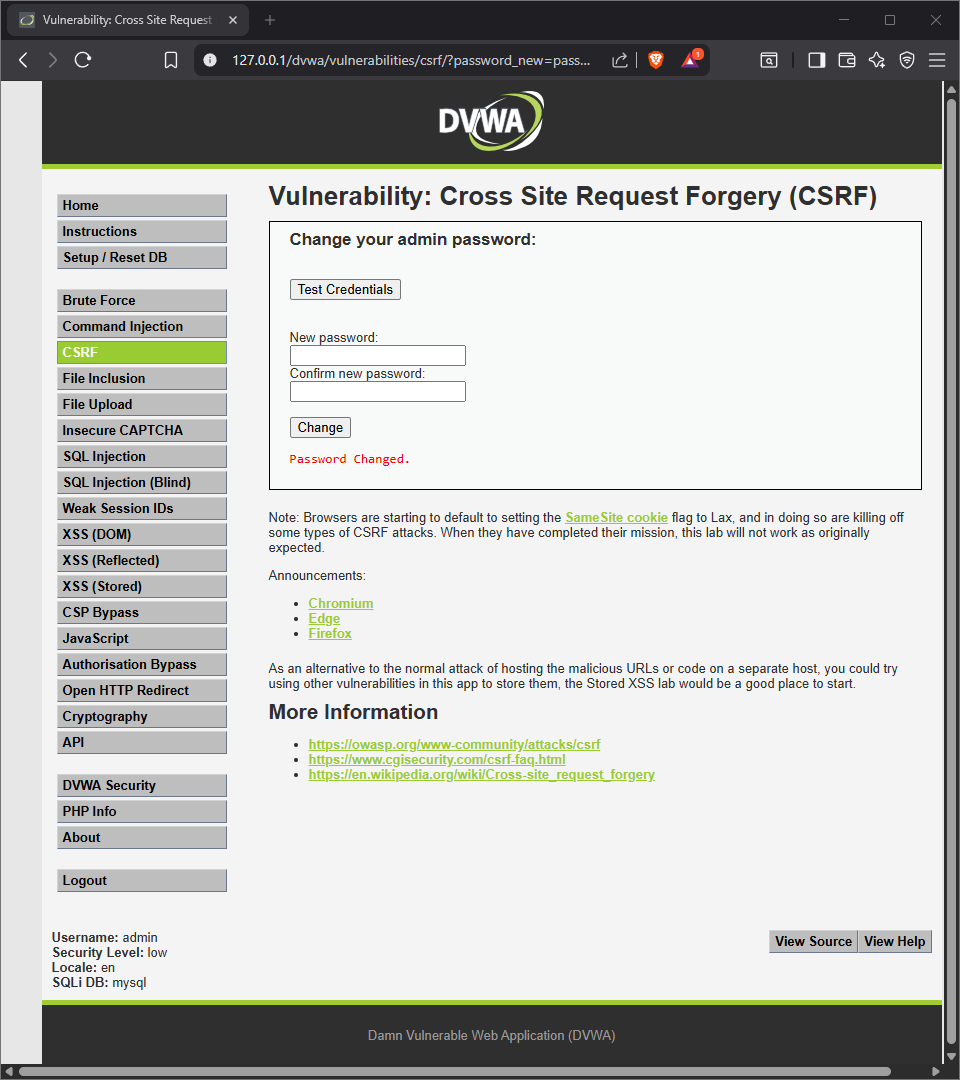 Vulnerability: Cross Site Request
127.0.0.1/dvwa/vulnerabilities/csrf/?password_new=pass...
1
DVWA
Home
Instructions
Setup / Reset DB
Brute Force
Command Injection
CSRF
File Inclusion
File Upload
Insecure CAPTCHA
SQL Injection
SQL Injection (Blind)
Weak Session IDs
XSS (DOM)
XSS (Reflected)
XSS (Stored)
CSP Bypass
JavaScript
Authorisation Bypass
Open HTTP Redirect
Cryptography
API
DVWA Security
PHP Info
About
Logout
Vulnerability: Cross Site Request Forgery (CSRF)
Change your admin password:
Test Credentials
New password:
Confirm new password:
Change
Password Changed.
Note: Browsers are starting to default to setting the SameSite cookie flag to Lax, and in doing so are killing off
some types of CSRF attacks. When they have completed their mission, this lab will not work as originally
expected.
Announcements:
Chromium
Edge
Firefox
As an alternative to the normal attack of hosting the malicious URLs or code on a separate host, you could try
using other vulnerabilities in this app to store them, the Stored XSS lab would be a good place to start.
More Information
https://owasp.org/www-community/attacks/csrf
https://www.cgisecurity.com/csrf-faq.html
https://en.wikipedia.org/wiki/Cross-site_request_forgery
Username: admin
Security Level: low
Locale: en
SQLi DB: mysql
View Source
View Help
Damn Vulnerable Web Application (DVWA)